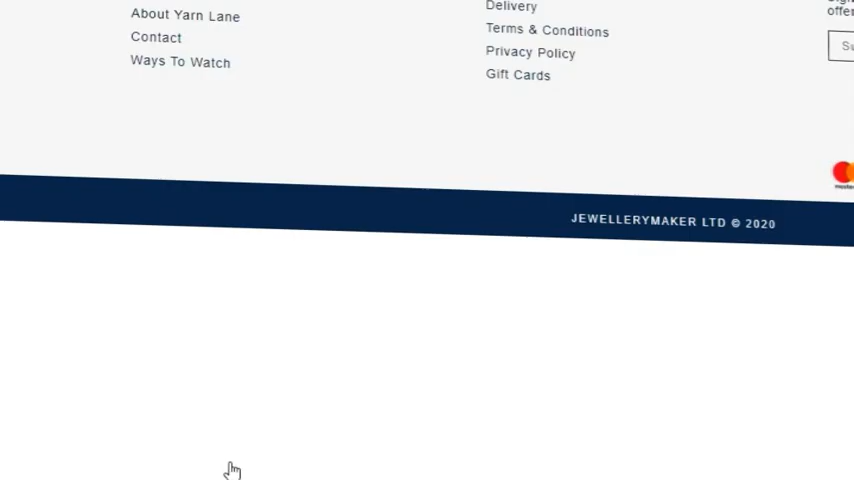 About Yarn Lane
Contact
Ways To Watch
Delivery
Terms & Conditions
Privacy Policy
Gift Cards
JEWELLERYMAKER LTD © 2020